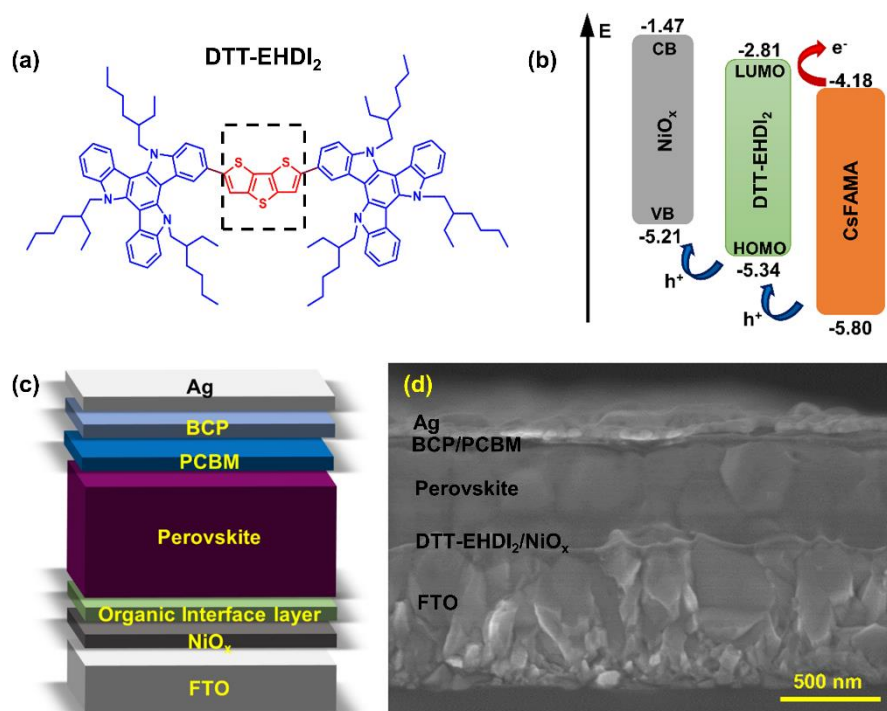 (a)
DTT-EHDI₂
N
N
N
S
S
S
N
N
N
(b)
E
-1.47
CB
NiOₓ
VB
-5.21
h⁺
-2.81
LUMO
DTT-EHDI₂
HOMO
-5.34
h⁺
e⁻
-4.18
CsFAMA
-5.80
(c)
Ag
BCP
PCBM
Perovskite
Organic Interface layer
NiOₓ
FTO
(d)
Ag
BCP/PCBM
Perovskite
DTT-EHDI₂/NiOₓ
FTO
500 nm